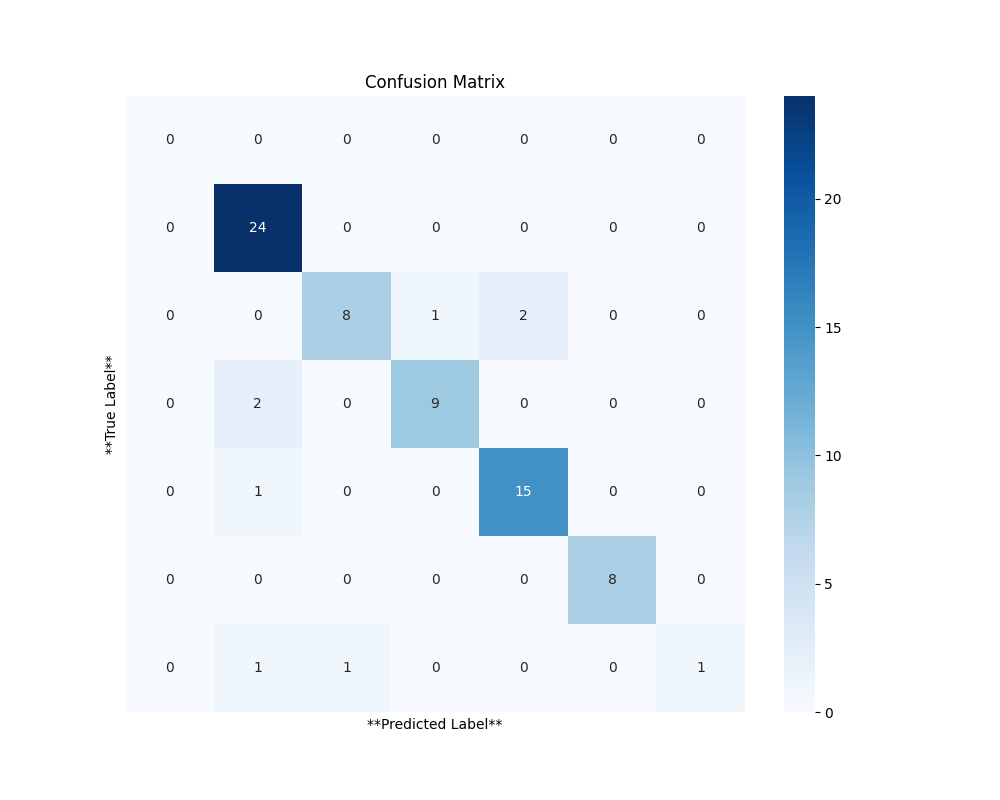 Confusion Matrix
0 0 0 0 0 0 0
0 24 0 0 0 0 0
0 0 8 1 2 0 0
0 2 0 9 0 0 0
0 1 0 0 15 0 0
0 0 0 0 0 8 0
0 1 1 0 0 0 1
**True Label**
**Predicted Label**
20
15
10
5
0